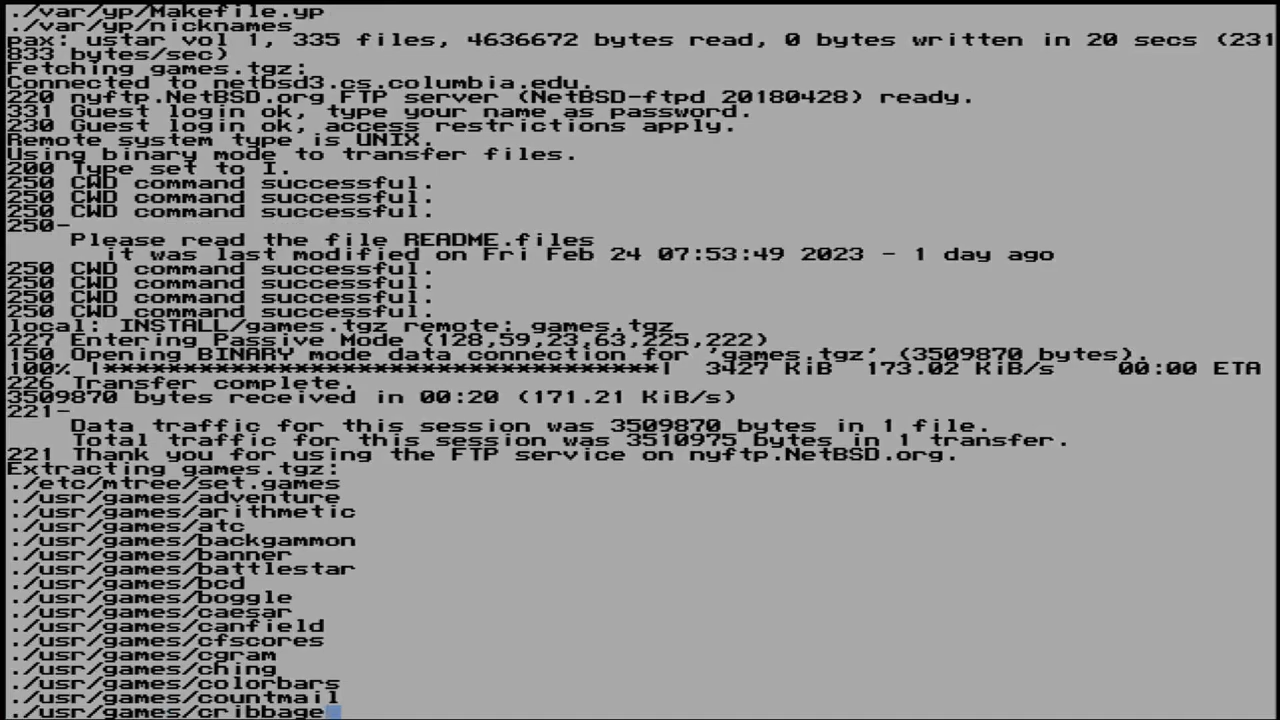 ./var/yp/Makefile.yp
./var/yp/nicknames
pax: ustar vol 1, 335 files, 4636672 bytes read, 0 bytes written in 20 secs (231
833 bytes/sec)
Fetching games.tgz:
Connected to netbsd3.cs.columbia.edu.
220 nyftp.NetBSD.org FTP server (NetBSD-ftpd 20180428) ready.
331 Guest login ok, type your name as password.
230 Guest login ok, access restrictions apply.
Remote system type is UNIX.
Using binary mode to transfer files.
200 Type set to I.
250 CWD command successful.
250 CWD command successful.
250 CWD command successful.
250-
Please read the file README.files
it was last modified on Fri Feb 24 07:53:49 2023 - 1 day ago
250 CWD command successful.
250 CWD command successful.
250 CWD command successful.
250 CWD command successful.
local: INSTALL/games.tgz remote: games.tgz
227 Entering Passive Mode (128,59,23,63,225,222)
150 Opening BINARY mode data connection for 'games.tgz' (3509870 bytes).
100% |***********************************| 3427 KiB 173.02 KiB/s 00:00 ETA
226 Transfer complete.
3509870 bytes received in 00:20 (171.21 KiB/s)
221-
Data traffic for this session was 3509870 bytes in 1 file.
Total traffic for this session was 3510975 bytes in 1 transfer.
221 Thank you for using the FTP service on nyftp.NetBSD.org.
Extracting games.tgz:
./etc/mtree/set.games
./usr/games/adventure
./usr/games/arithmetic
./usr/games/atc
./usr/games/backgammon
./usr/games/banner
./usr/games/battlestar
./usr/games/bcd
./usr/games/boggle
./usr/games/caesar
./usr/games/canfield
./usr/games/cfscores
./usr/games/cgram
./usr/games/ching
./usr/games/colorbars
./usr/games/countmail
./usr/games/cribbage